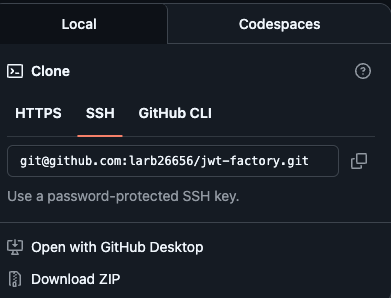 Local Codespaces
Clone
HTTPS SSH GitHub CLI
git@github.com:larb26656/jwt-factory.git
Use a password-protected SSH key.
Open with GitHub Desktop
Download ZIP